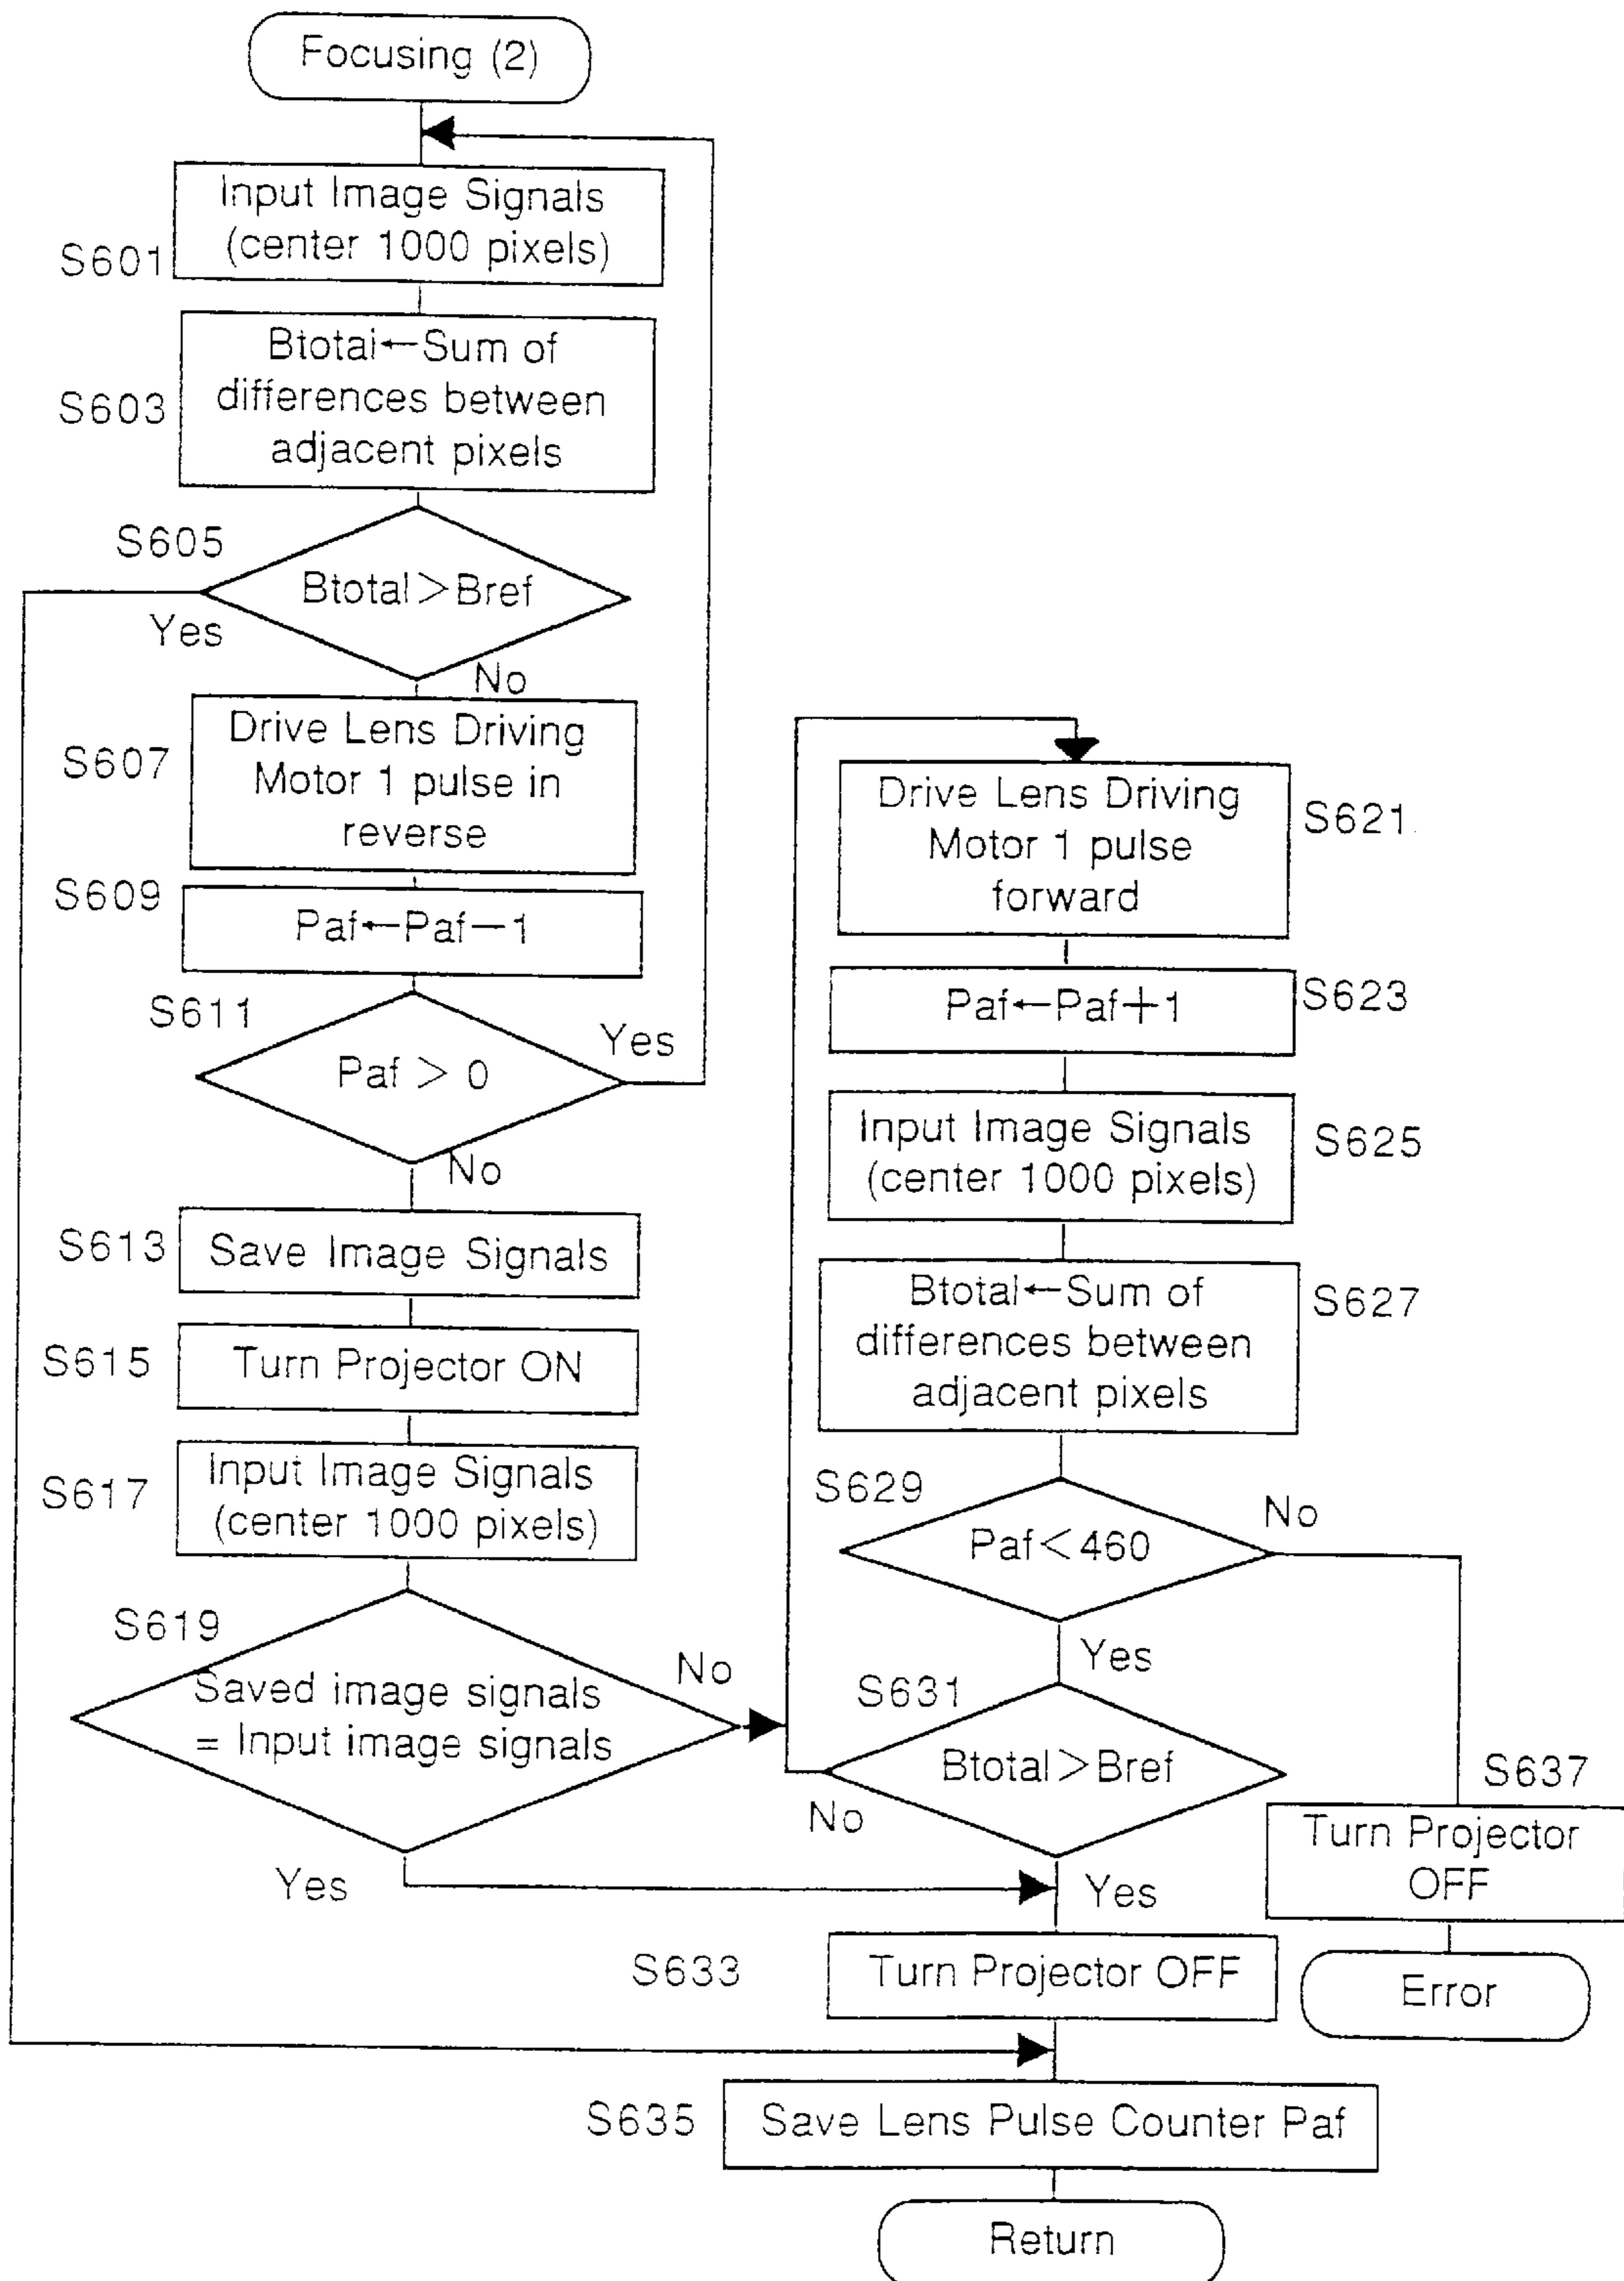 Focusing (2)
Input Image Signals
(center 1000 pixels)
S601
Btotal←Sum of
differences between
adjacent pixels
S603
S605
Btotal>Bref
Yes
No
Drive Lens Driving
Motor 1 pulse in
reverse
S607
S609
Paf←Paf−1
S611
Paf > 0
Yes
No
S613
Save Image Signals
S615
Turn Projector ON
S617
Input Image Signals
(center 1000 pixels)
S619
Saved image signals
= Input image signals
No
Yes
Drive Lens Driving
Motor 1 pulse
forward
S621
Paf←Paf+1
S623
Input Image Signals
(center 1000 pixels)
S625
Btotal←Sum of
differences between
adjacent pixels
S627
S629
Paf<460
No
Yes
S631
Btotal>Bref
No
Yes
S637
Turn Projector
OFF
Error
S633
Turn Projector OFF
S635
Save Lens Pulse Counter Paf
Return